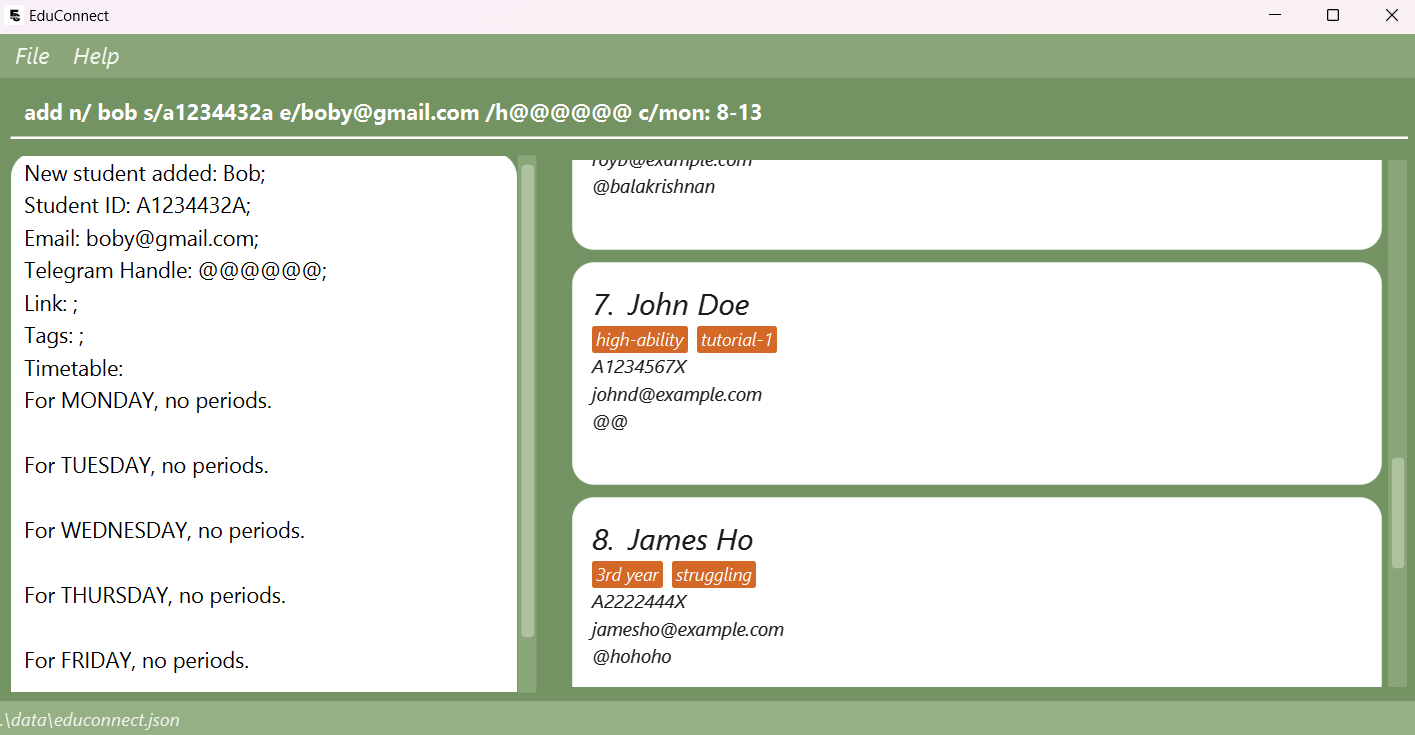 EduConnect
File Help
add n/ bob s/a1234432a e/boby@gmail.com /h@@@@@@ c/mon: 8-13
New student added: Bob;
Student ID: A1234432A;
Email: boby@gmail.com;
Telegram Handle: @@@@@@;
Link: ;
Tags: ;
Timetable:
For MONDAY, no periods.
For TUESDAY, no periods.
For WEDNESDAY, no periods.
For THURSDAY, no periods.
For FRIDAY, no periods.
royb@example.com
@balakrishnan
7. John Doe
high-ability tutorial-1
A1234567X
johnd@example.com
@@
8. James Ho
3rd year struggling
A2222444X
jamesho@example.com
@hohoho
.\data\educonnect.json